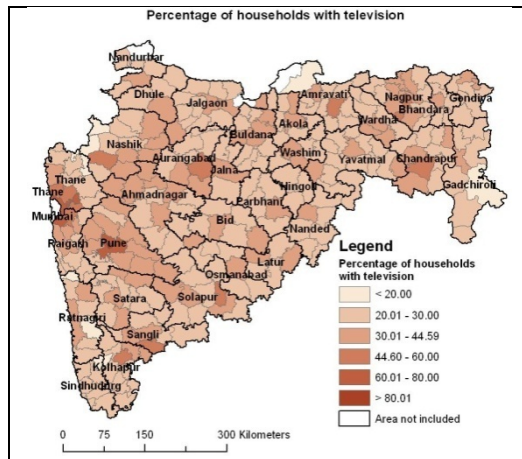 Percentage of households with television
Nandurbar
Dhule
Jalgaon
Amravati
Nagpur
Gondiya
Bhandara
Wardha
Akola
Buldana
Nashik
Aurangabad
Jalna
Washim
Yavatmal
Chandrapur
Gadchiroli
Hingoli
Thane
Thane
Ahmadnagar
Parbhani
Mumbai
Bid
Nanded
Raigarh
Pune
Latur
Osmanabad
Satara
Solapur
Ratnagiri
Sangli
Kolhapur
Sindhudurg
Legend
Percentage of households
with television
< 20.00
20.01 - 30.00
30.01 - 44.59
44.60 - 60.00
60.01 - 80.00
> 80.01
Area not included
0 75 150 300 Kilometers